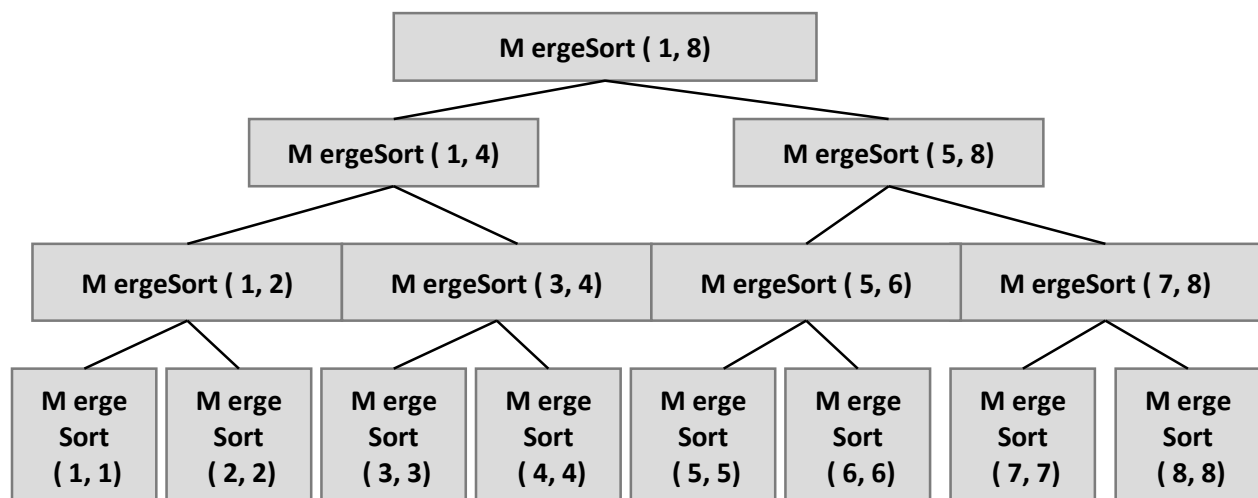 M ergeSort ( 1, 8)
M ergeSort ( 1, 4)
M ergeSort ( 5, 8)
M ergeSort ( 1, 2)
M ergeSort ( 3, 4)
M ergeSort ( 5, 6)
M ergeSort ( 7, 8)
M erge
Sort
( 1, 1)
M erge
Sort
( 2, 2)
M erge
Sort
( 3, 3)
M erge
Sort
( 4, 4)
M erge
Sort
( 5, 5)
M erge
Sort
( 6, 6)
M erge
Sort
( 7, 7)
M erge
Sort
( 8, 8)